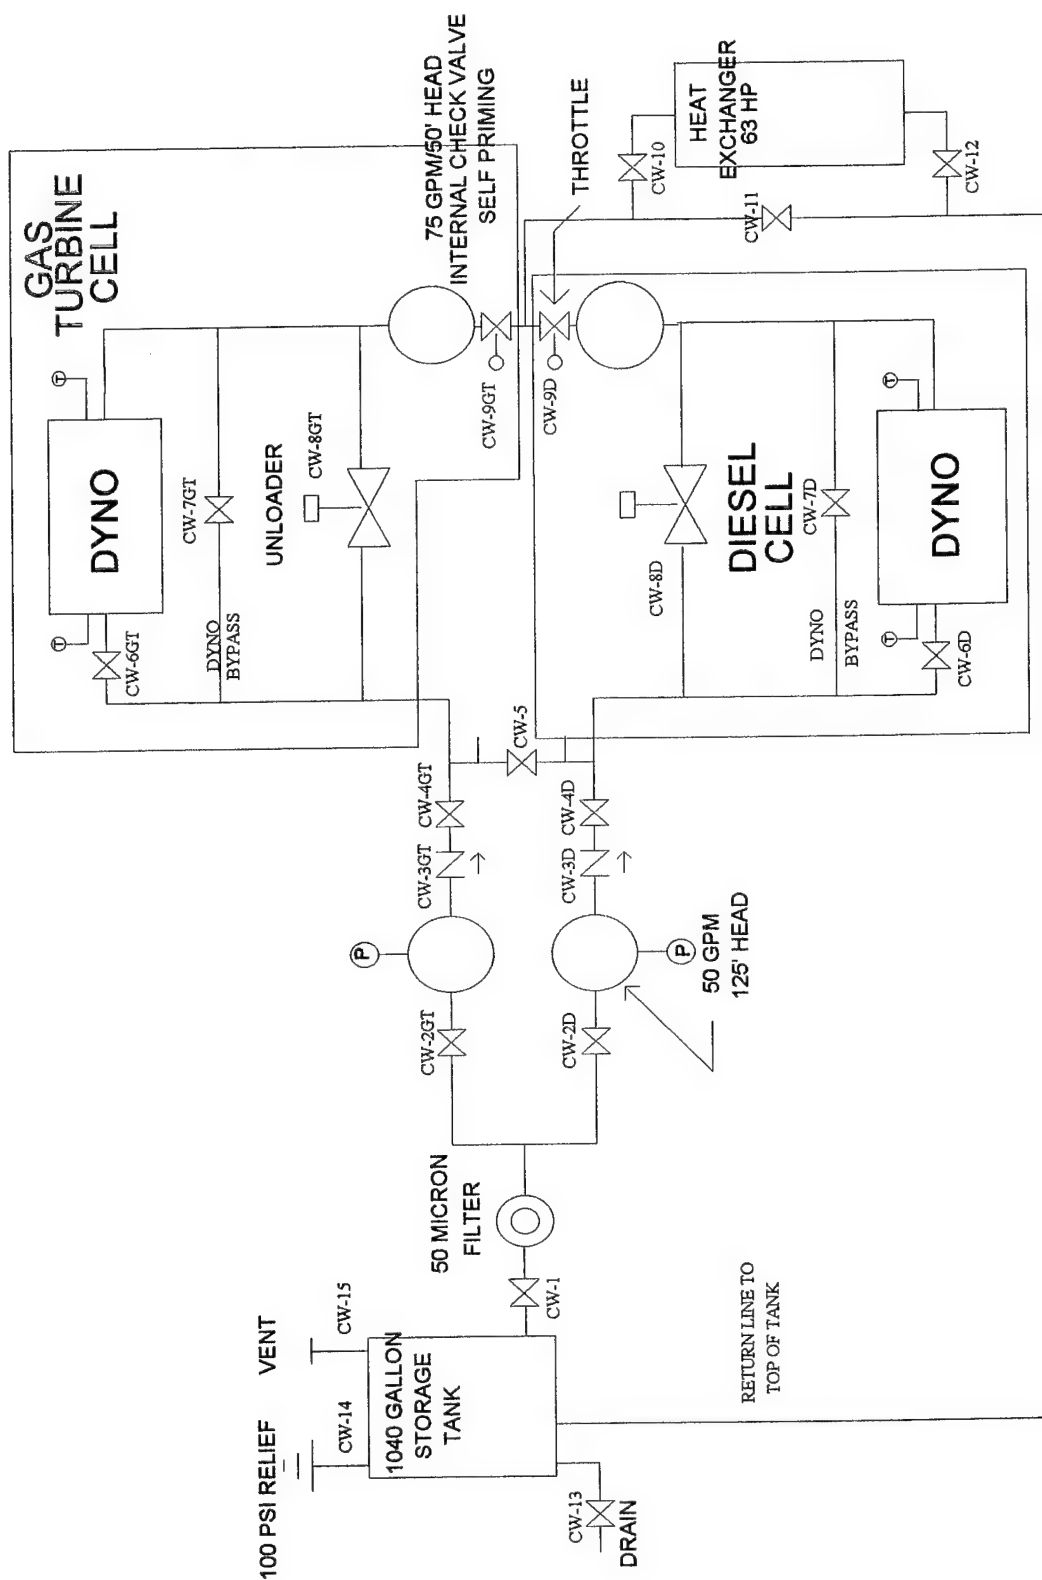 100 PSI RELIEF
VENT
CW-14
CW-15
1040 GALLON
STORAGE
TANK
CW-13
DRAIN
CW-1
50 MICRON
FILTER
RETURN LINE TO
TOP OF TANK
CW-2GT
CW-2D
P
P
50 GPM
125' HEAD
CW-3GT
CW-3D
CW-4GT
CW-4D
CW-5
GAS
TURBINE
CELL
T
T
DYNO
CW-6GT
CW-7GT
DYNO
BYPASS
UNLOADER
CW-8GT
75 GPM/50' HEAD
INTERNAL CHECK VALVE
SELF PRIMING
CW-9GT
CW-9D
THROTTLE
CW-8D
DIESEL
CELL
CW-7D
DYNO
BYPASS
T
T
DYNO
CW-6D
HEAT
EXCHANGER
63 HP
CW-10
CW-11
CW-12